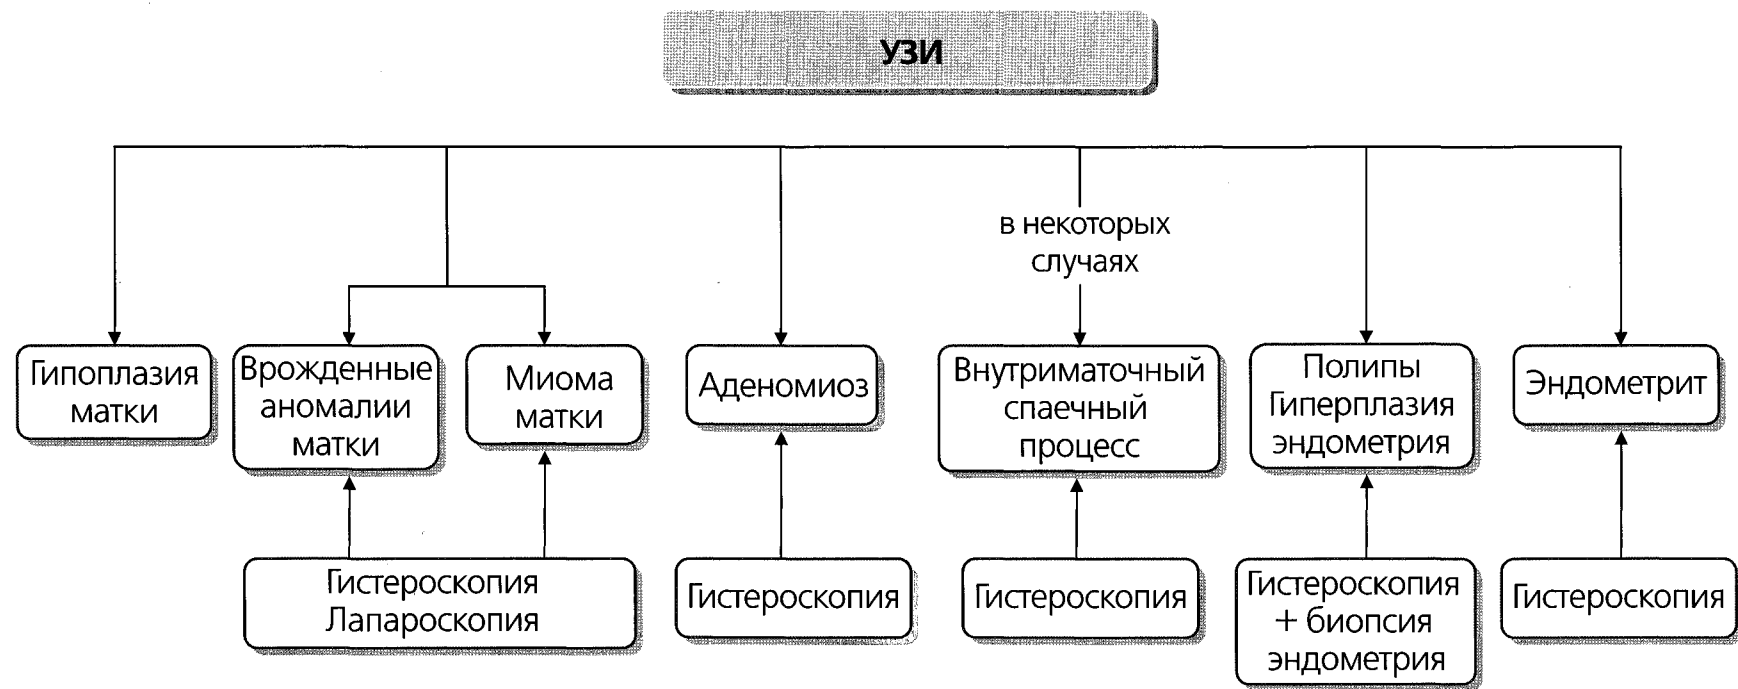 УЗИ
в некоторых
случаях
Гипоплазия
матки
Врожденные
аномалии
матки
Миома
матки
Аденомиоз
Внутриматочный
спаечный
процесс
Полипы
Гиперплазия
эндометрия
Эндометрит
Гистероскопия
Лапароскопия
Гистероскопия
Гистероскопия
Гистероскопия
+ биопсия
эндометрия
Гистероскопия